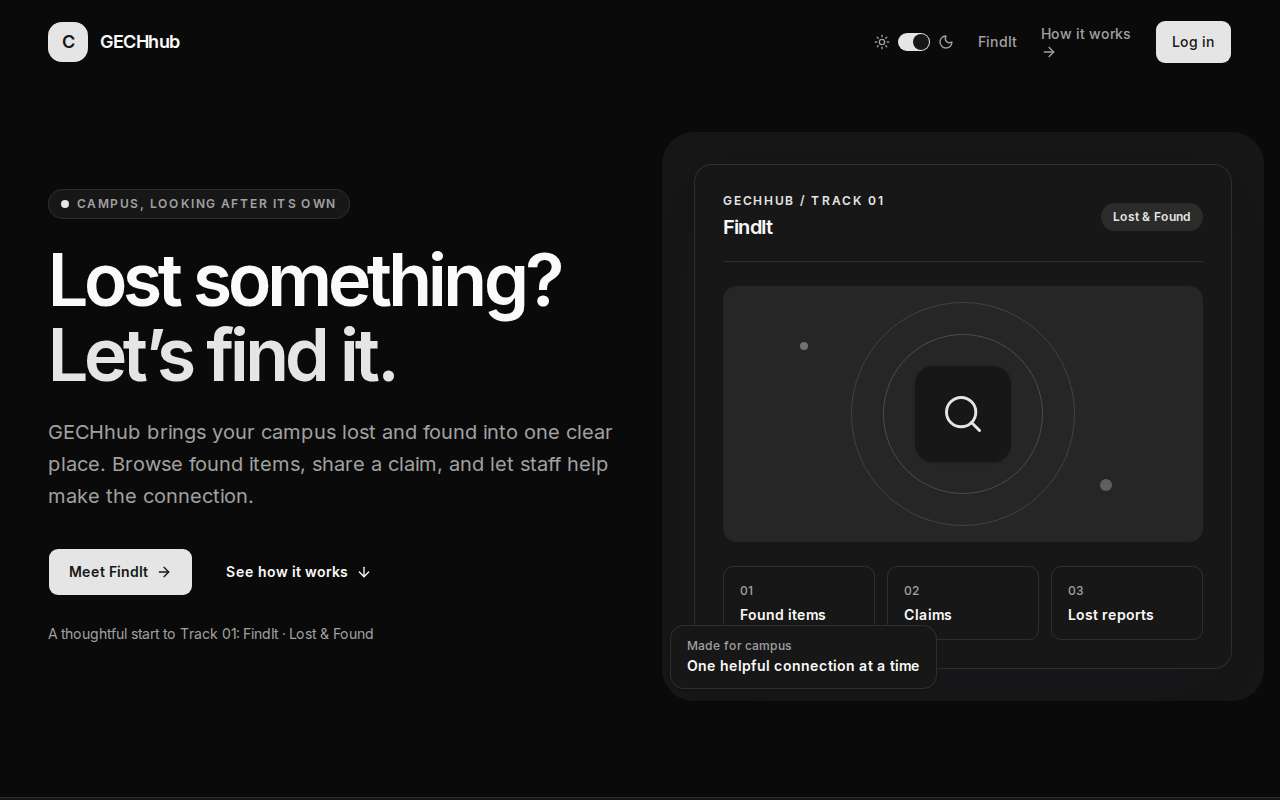 C
GECHhub
FindIt
How it works
→
Log in
CAMPUS, LOOKING AFTER ITS OWN
Lost something?
Let’s find it.
GECHhub brings your campus lost and found into one clear
place. Browse found items, share a claim, and let staff help
make the connection.
Meet FindIt →
See how it works ↓
A thoughtful start to Track 01: FindIt · Lost & Found
GECHHUB / TRACK 01
FindIt
Lost & Found
01
Found items
02
Claims
03
Lost reports
Made for campus
One helpful connection at a time